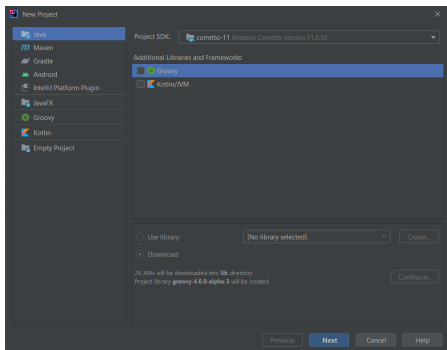 New Project
Java
Maven
Gradle
Android
IntelliJ Platform Plugin
JavaFX
Groovy
Kotlin
Empty Project
Project SDK: corretto-11 Amazon Corretto version 11.0.12
Additional Libraries and Frameworks:
Groovy
Kotlin/JVM
Use library: [No library selected] Create...
Download
28 JARs will be downloaded into lib directory
Project library groovy-4.0.0-alpha-3 will be created
Configure...
Previous Next Cancel Help